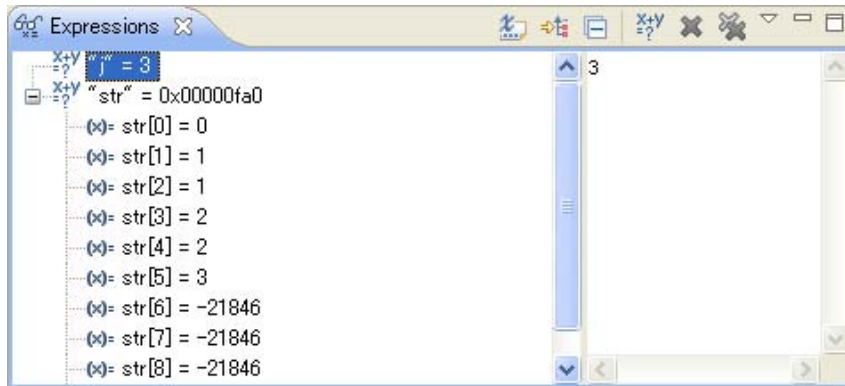 Expressions
"j" = 3
3
"str" = 0x00000fa0
(x)= str[0] = 0
(x)= str[1] = 1
(x)= str[2] = 1
(x)= str[3] = 2
(x)= str[4] = 2
(x)= str[5] = 3
(x)= str[6] = -21846
(x)= str[7] = -21846
(x)= str[8] = -21846